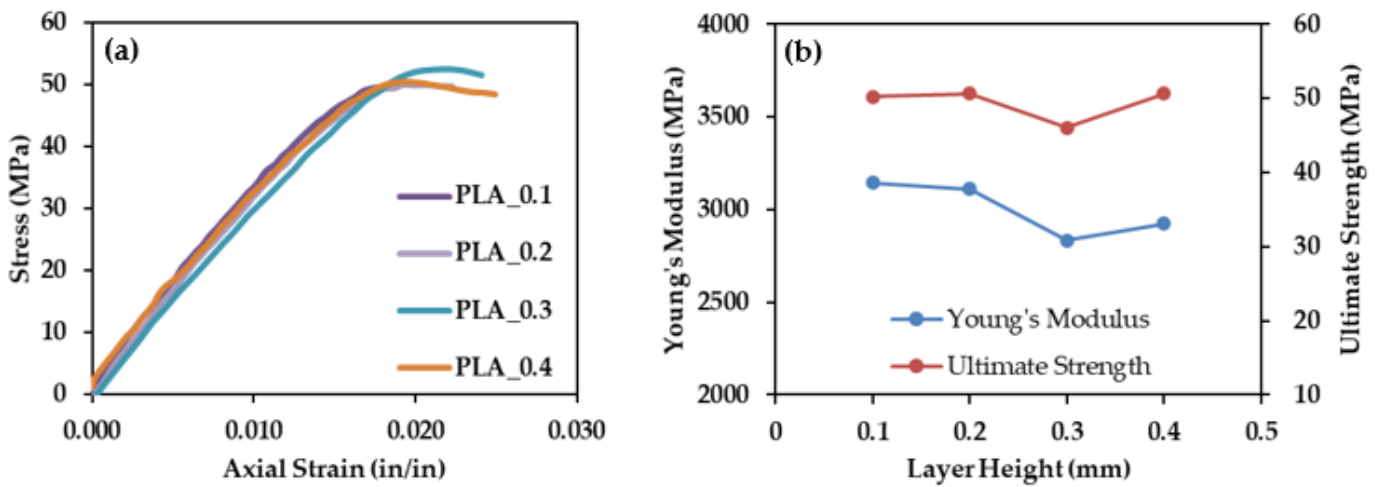 (a)
Stress (MPa)
60
50
40
30
20
10
0
0.000
0.010
0.020
0.030
Axial Strain (in/in)
PLA_0.1
PLA_0.2
PLA_0.3
PLA_0.4
(b)
Young's Modulus (MPa)
4000
3500
3000
2500
2000
0
0.1
0.2
0.3
0.4
0.5
Layer Height (mm)
Young's Modulus
Ultimate Strength
60
50
40
30
20
10
Ultimate Strength (MPa)